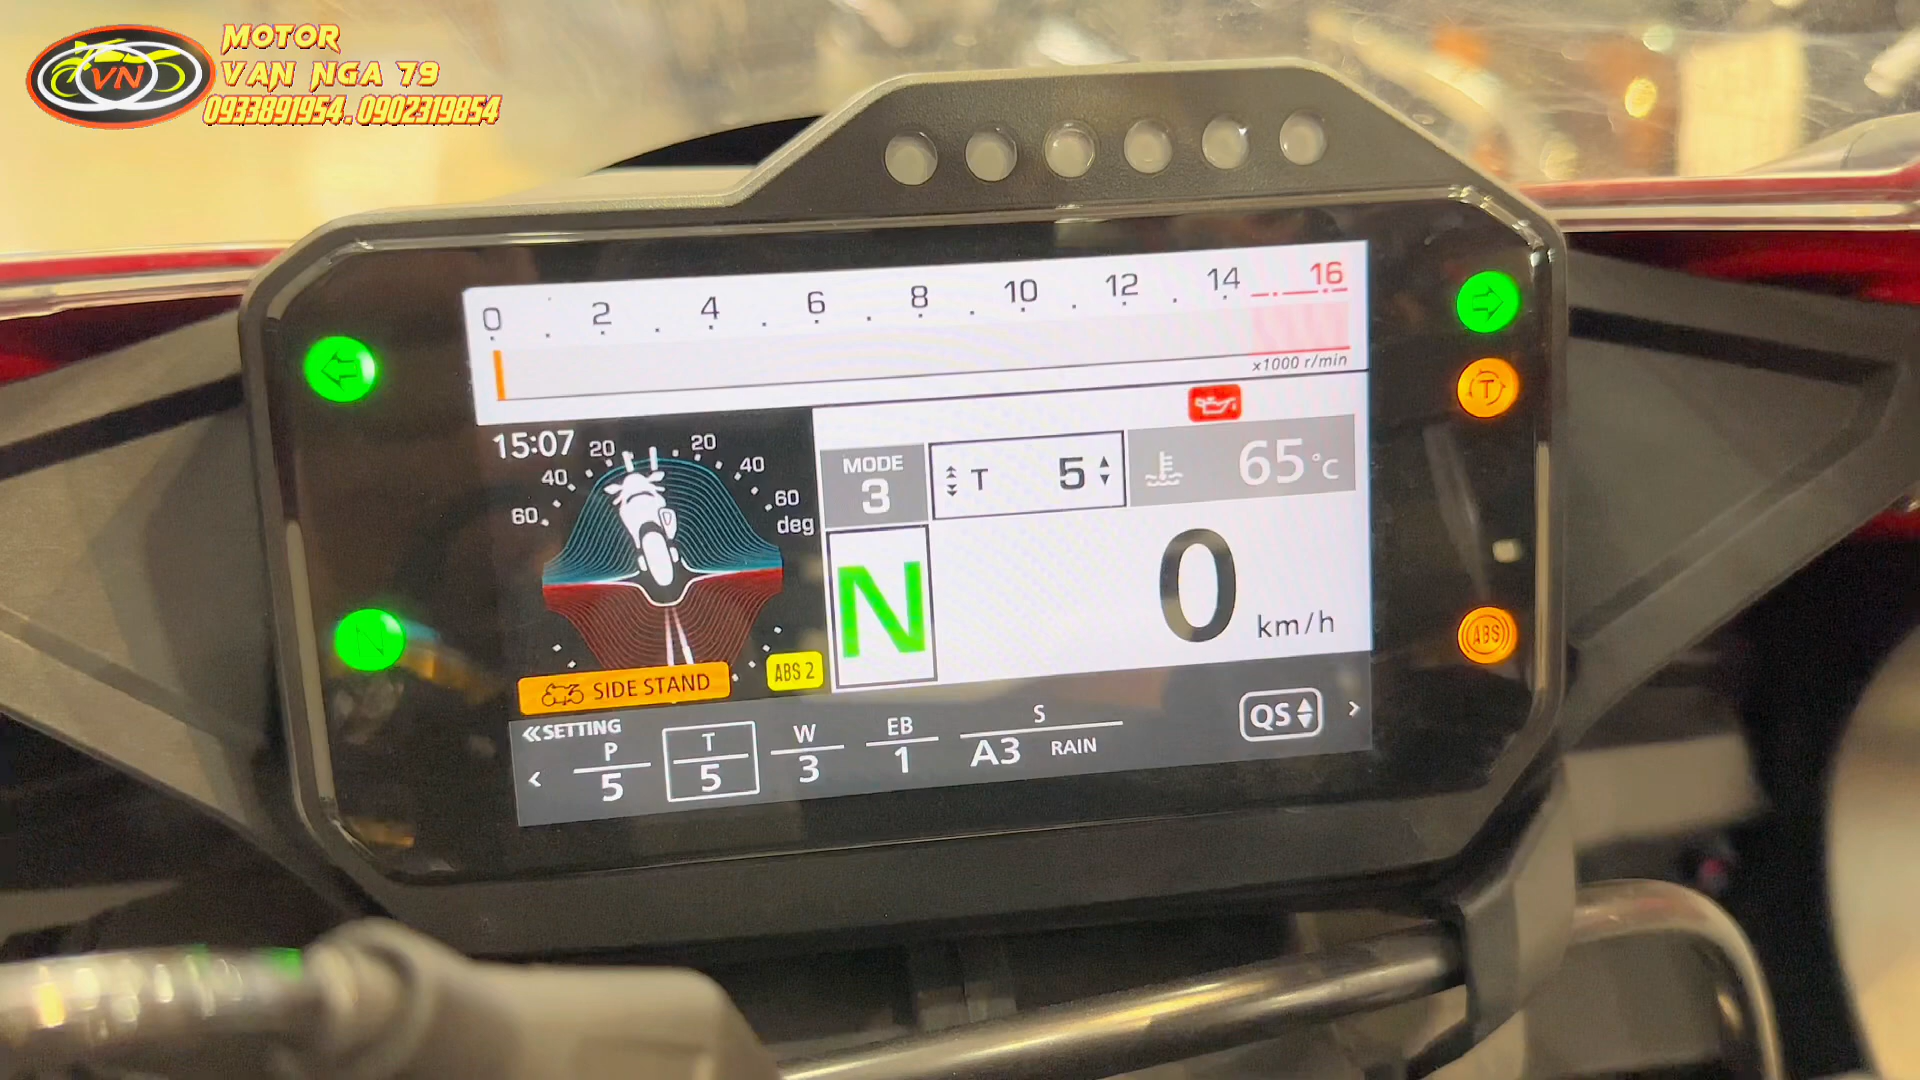 VN
MOTOR
VAN NGA 79
0933891954.0902319854
0 2 4 6 8 10 12 14 16
x1000 r/min
15:07
20 20
40 40
60 60
deg
MODE
3
T 5
65°C
T
N
N
0 km/h
ABS
SIDE STAND
ABS 2
≪SETTING
P
5
T
5
W
3
EB
1
S
A3 RAIN
QS